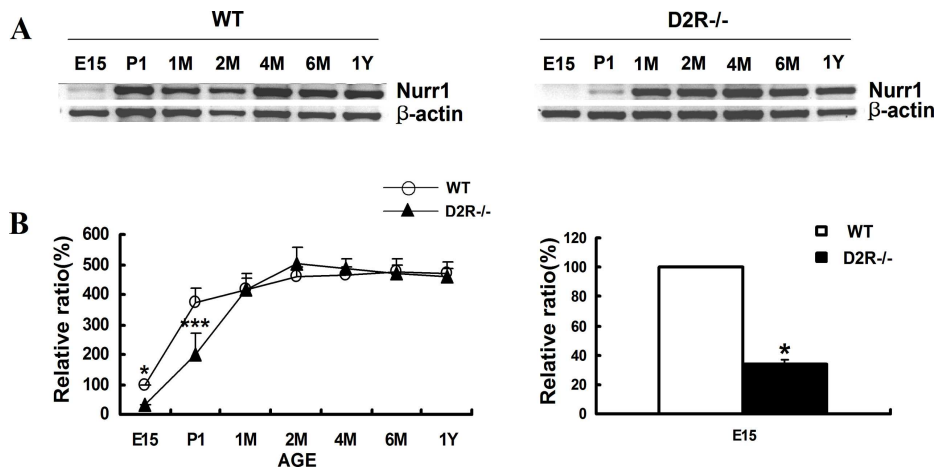 A
WT
D2R-/-
E15 P1 1M 2M 4M 6M 1Y
E15 P1 1M 2M 4M 6M 1Y
Nurr1
β-actin
Nurr1
β-actin
B
WT
D2R-/-
Relative ratio(%)
600
500
400
300
200
100
0
*
***
E15 P1 1M 2M 4M 6M 1Y
AGE
WT
D2R-/-
Relative ratio(%)
120
100
80
60
40
20
0
*
E15